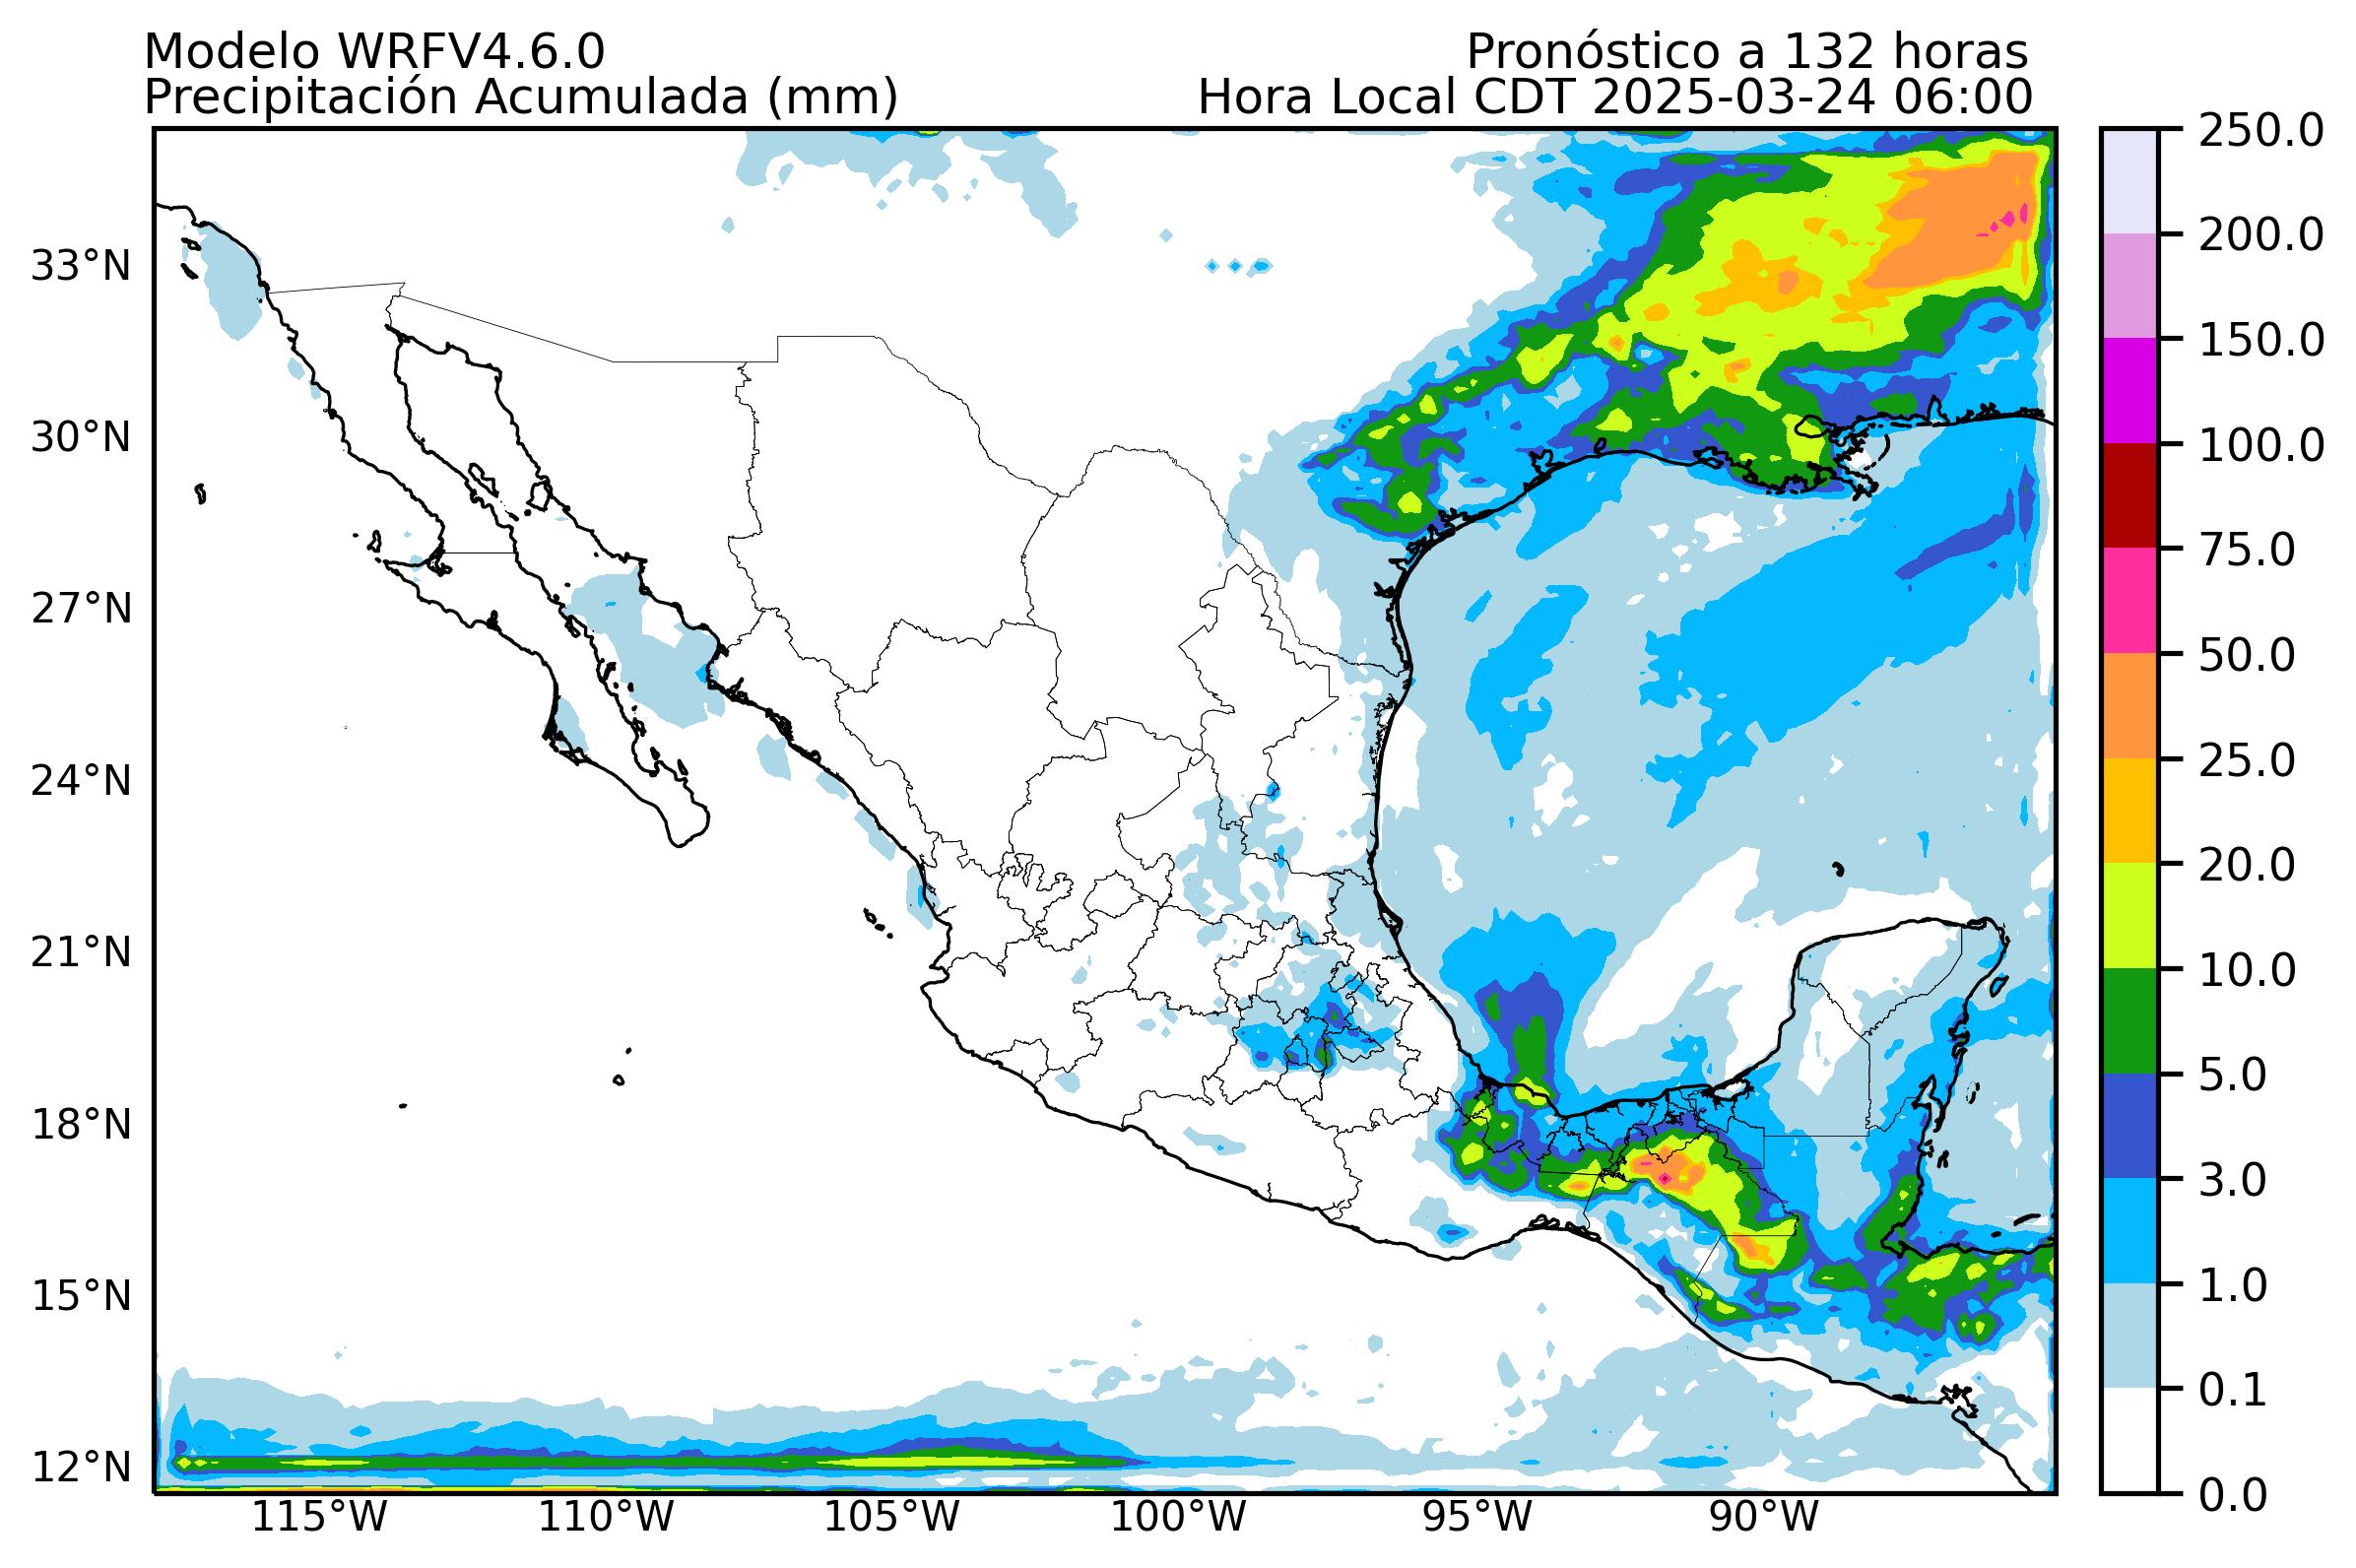 Modelo WRFV4.6.0
Pronóstico a 132 horas
Precipitación Acumulada (mm)
Hora Local CDT 2025-03-24 06:00
33°N
30°N
27°N
24°N
21°N
18°N
15°N
12°N
115°W
110°W
105°W
100°W
95°W
90°W
250.0
200.0
150.0
100.0
75.0
50.0
25.0
20.0
10.0
5.0
3.0
1.0
0.1
0.0